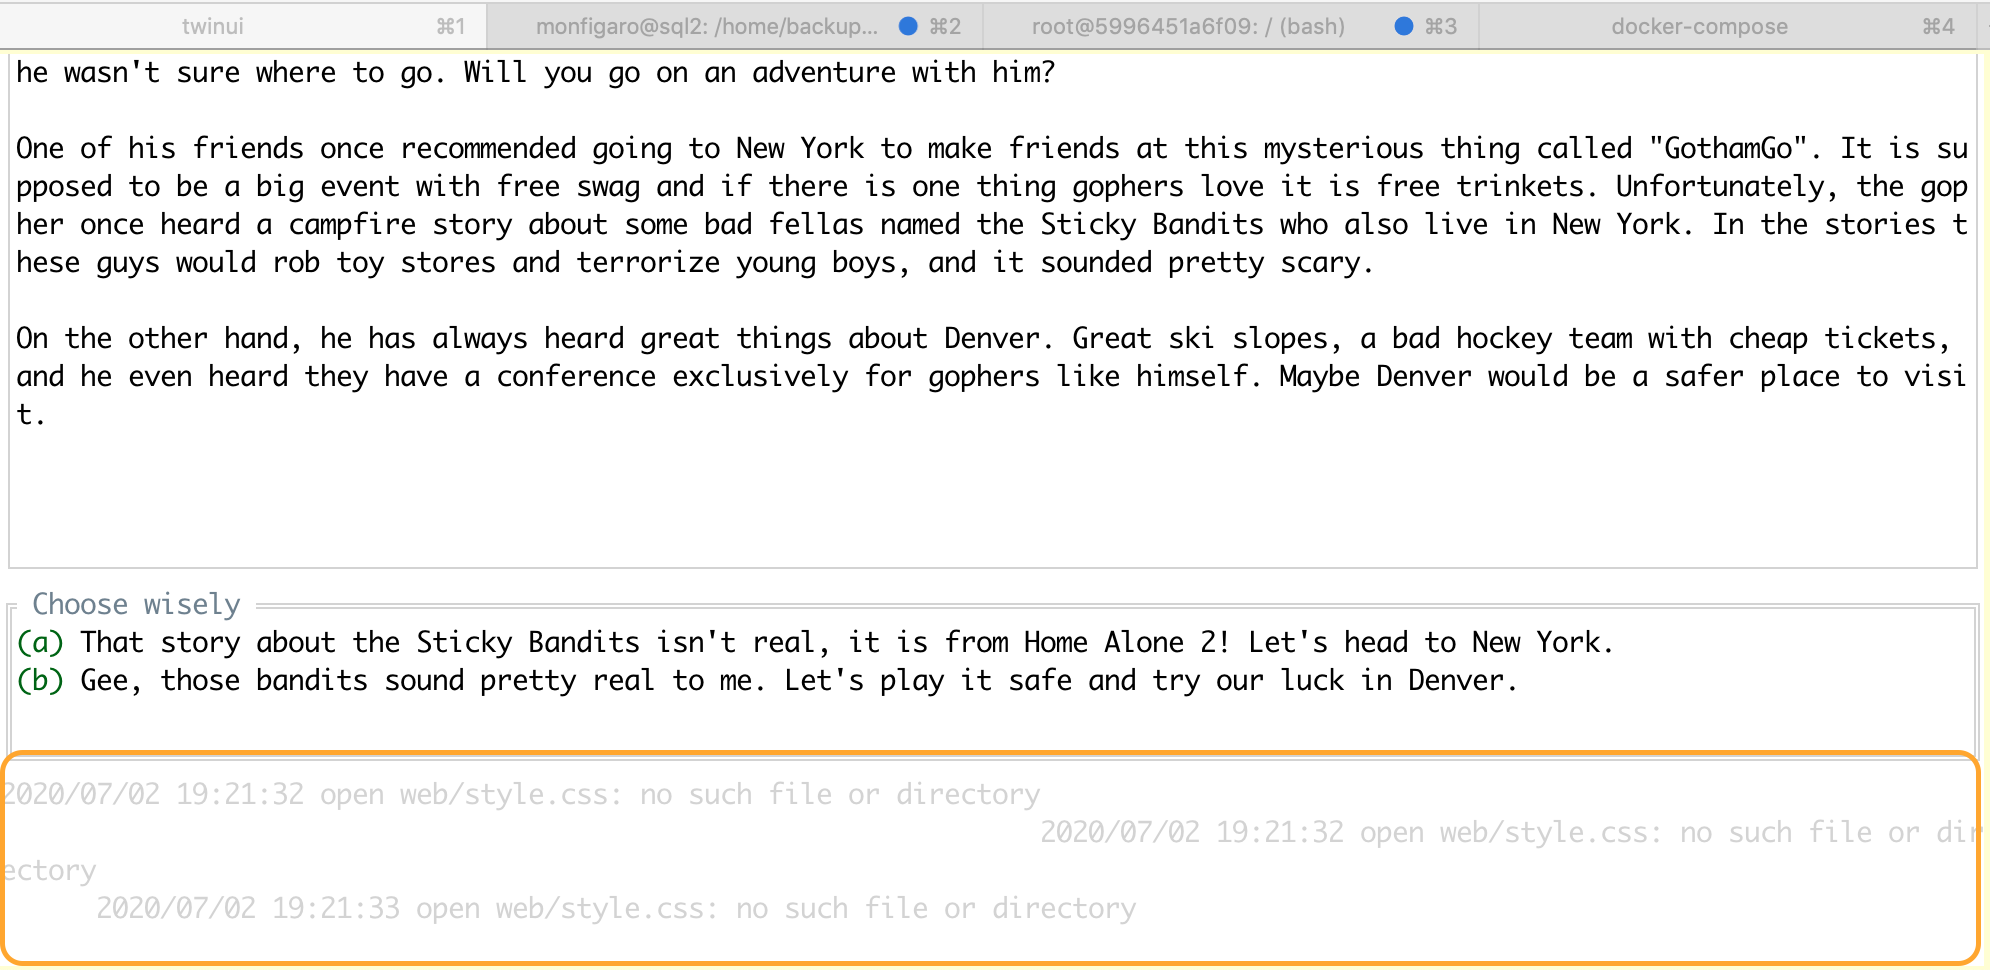 twinui ⌘1 monfigaro@sql2: /home/backup... ⌘2 root@5996451a6f09: / (bash) ⌘3 docker-compose ⌘4
he wasn't sure where to go. Will you go on an adventure with him?
One of his friends once recommended going to New York to make friends at this mysterious thing called "GothamGo". It is su
pposed to be a big event with free swag and if there is one thing gophers love it is free trinkets. Unfortunately, the gop
her once heard a campfire story about some bad fellas named the Sticky Bandits who also live in New York. In the stories t
hese guys would rob toy stores and terrorize young boys, and it sounded pretty scary.
On the other hand, he has always heard great things about Denver. Great ski slopes, a bad hockey team with cheap tickets,
and he even heard they have a conference exclusively for gophers like himself. Maybe Denver would be a safer place to visi
t.
Choose wisely
(a) That story about the Sticky Bandits isn't real, it is from Home Alone 2! Let's head to New York.
(b) Gee, those bandits sound pretty real to me. Let's play it safe and try our luck in Denver.
2020/07/02 19:21:32 open web/style.css: no such file or directory
2020/07/02 19:21:32 open web/style.css: no such file or dir
ectory
2020/07/02 19:21:33 open web/style.css: no such file or directory